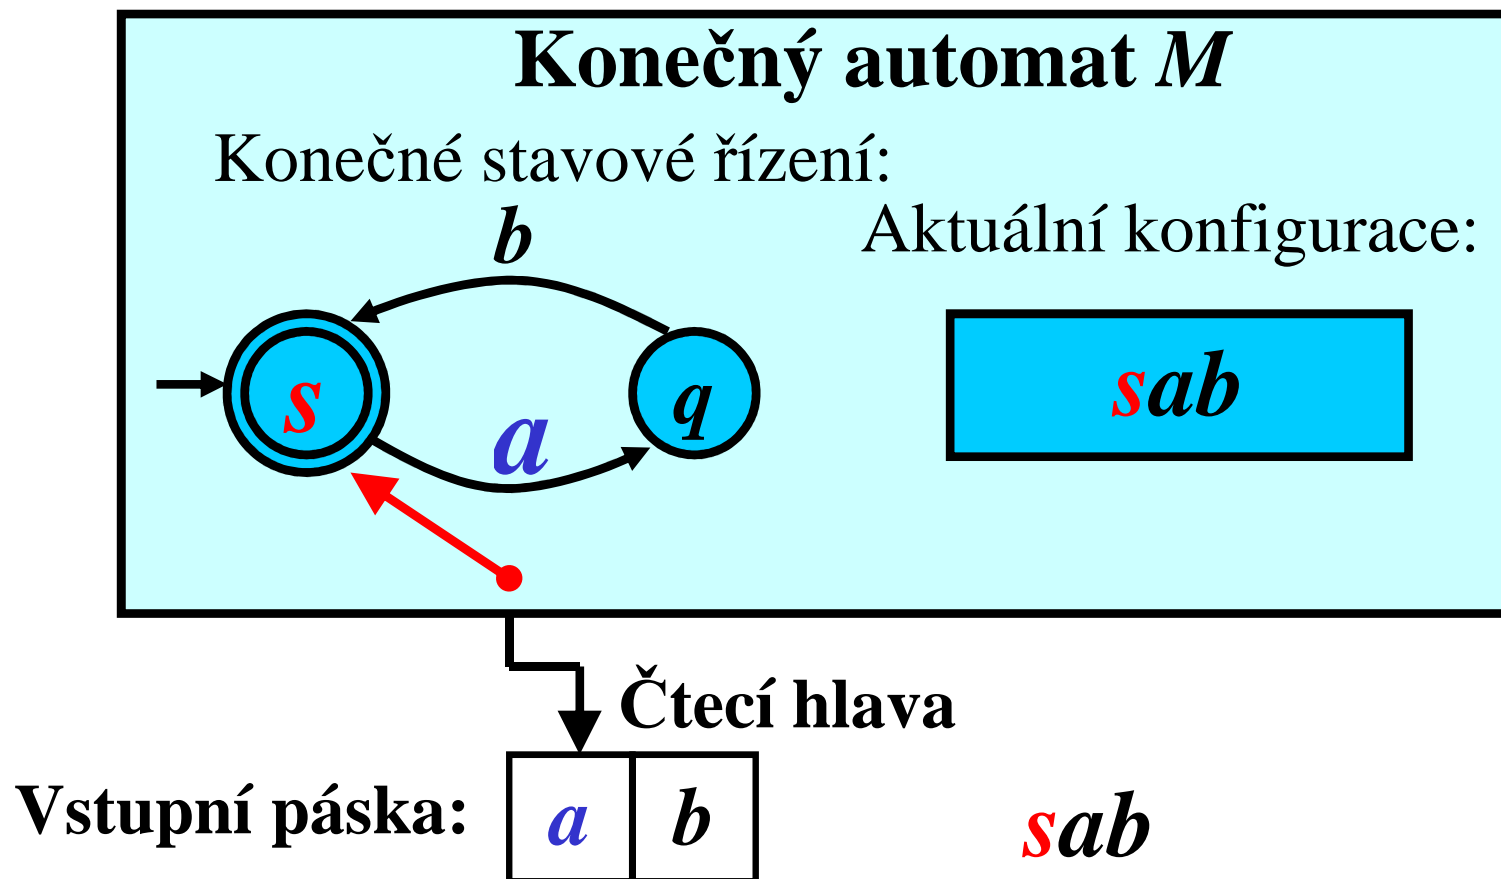 Konečný automat M
Konečné stavové řízení:
Aktuální konfigurace:
b
s
a
q
sab
Čtecí hlava
Vstupní páska:
a
b
sab